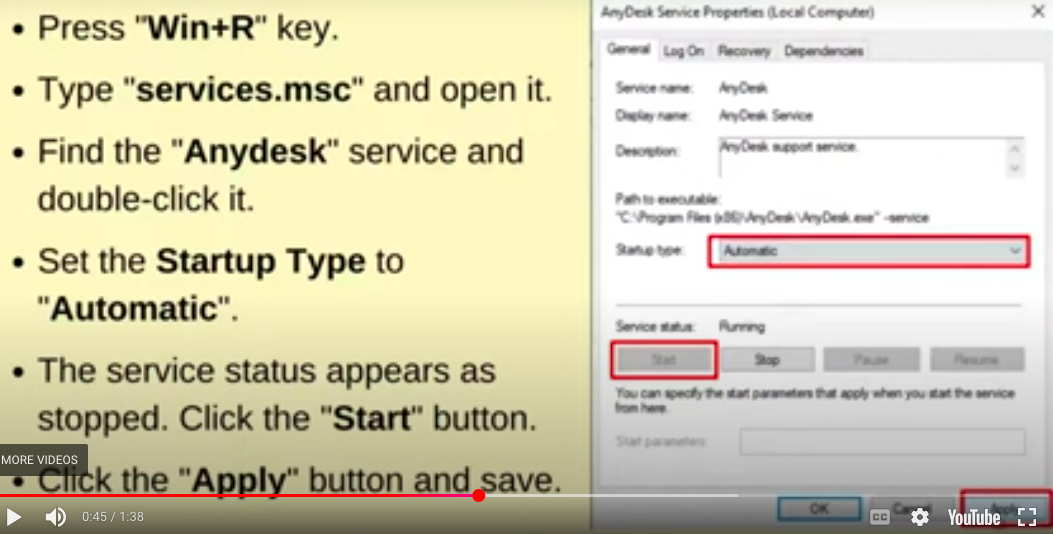 • Press "Win+R" key.
• Type "services.msc" and open it.
• Find the "Anydesk" service and
double-click it.
• Set the Startup Type to
"Automatic".
• The service status appears as
stopped. Click the "Start" button.
• Click the "Apply" button and save.
MORE VIDEOS
0:45 / 1:38
AnyDesk Service Properties (Local Computer)
General Log On Recovery Dependencies
Service name: AnyDesk
Display name: AnyDesk Service
Description: AnyDesk support service.
Path to executable:
"C:\Program Files (x86)\AnyDesk\AnyDesk.exe" --service
Startup type: Automatic
Service status: Running
Start Stop Pause Resume
You can specify the start parameters that apply when you start the service
from here.
Start parameters:
OK Cancel Apply
CC YouTube